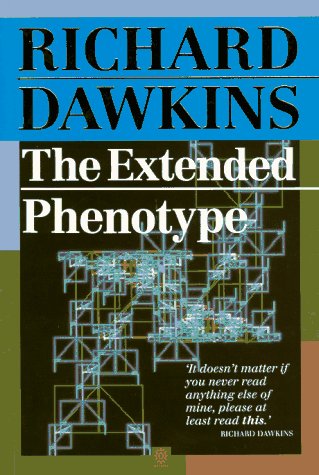 RICHARD
DAWKINS
The Extended
Phenotype
‘It doesn’t matter if
you never read
anything else of
mine, please at
least read this.’
RICHARD DAWKINS